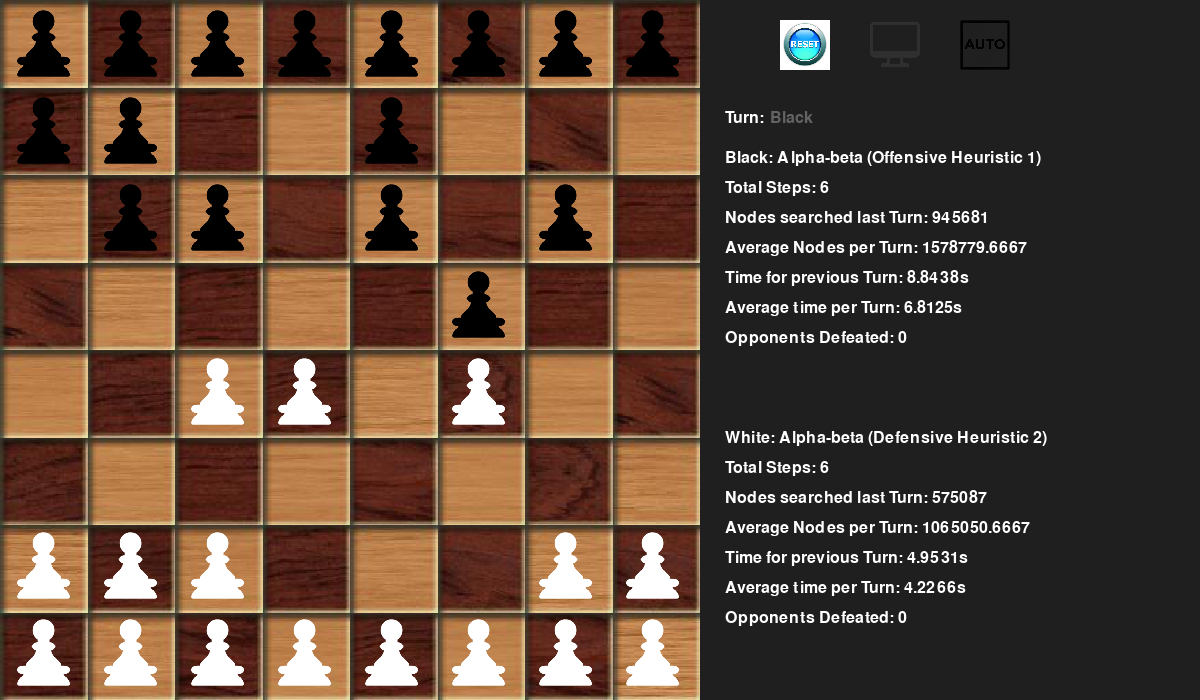 RESET
AUTO
Turn: Black
Black: Alpha-beta (Offensive Heuristic 1)
Total Steps: 6
Nodes searched last Turn: 945681
Average Nodes per Turn: 1578779.6667
Time for previous Turn: 8.8438s
Average time per Turn: 6.8125s
Opponents Defeated: 0
White: Alpha-beta (Defensive Heuristic 2)
Total Steps: 6
Nodes searched last Turn: 575087
Average Nodes per Turn: 1065050.6667
Time for previous Turn: 4.9531s
Average time per Turn: 4.2266s
Opponents Defeated: 0